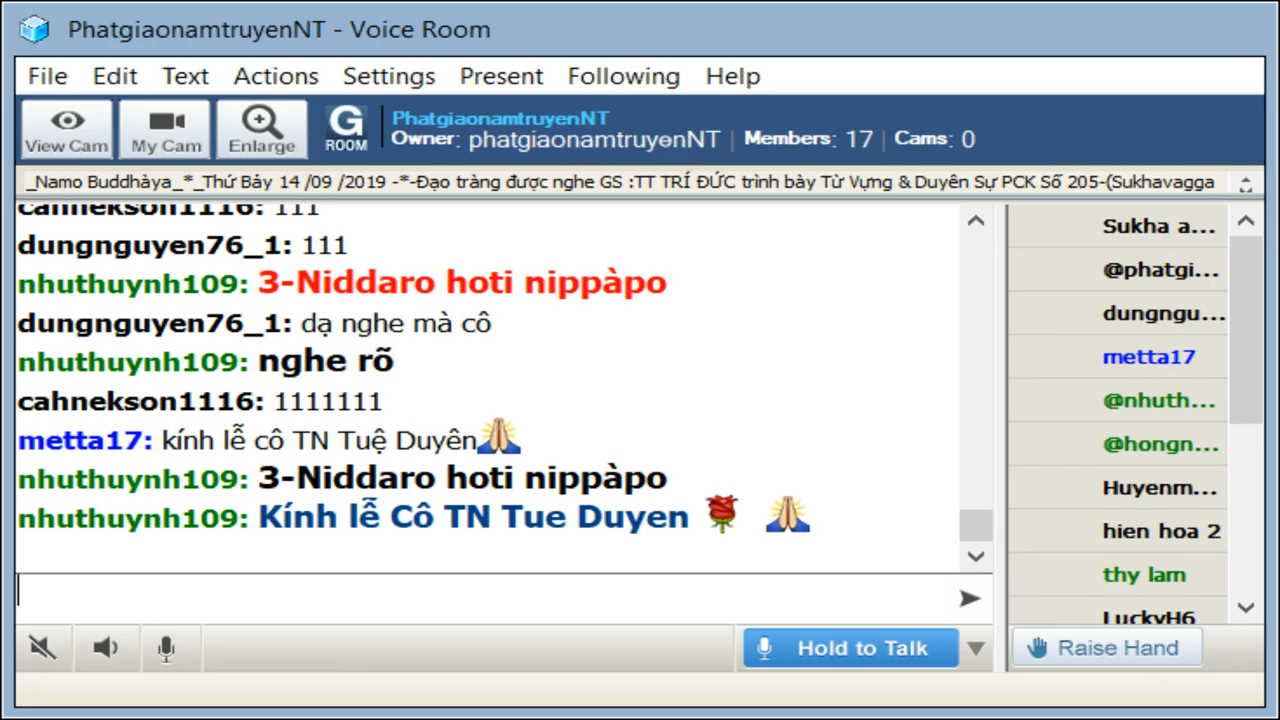 PhatgiaonamtruyenNT - Voice Room
File Edit Text Actions Settings Present Following Help
View Cam My Cam Enlarge G ROOM
PhatgiaonamtruyenNT
Owner: phatgiaonamtruyenNT | Members: 17 | Cams: 0
_Namo Buddhàya_*_Thứ Bảy 14 /09 /2019 -*-Đạo tràng được nghe GS :TT TRÍ ĐỨC trình bày Từ Vựng & Duyên Sự PCK Số 205-(Sukhavagga
cahnekson1116: 111
dungnguyen76_1: 111
nhuthuynh109: 3-Niddaro hoti nippàpo
dungnguyen76_1: dạ nghe mà cô
nhuthuynh109: nghe rõ
cahnekson1116: 1111111
metta17: kính lễ cô TN Tuệ Duyên
nhuthuynh109: 3-Niddaro hoti nippàpo
nhuthuynh109: Kính lễ Cô TN Tue Duyen
Sukha a...
@phatgi...
dungngu...
metta17
@nhuth...
@hongn...
Huyenm...
hien hoa 2
thy lam
LuckyH6
Hold to Talk
Raise Hand